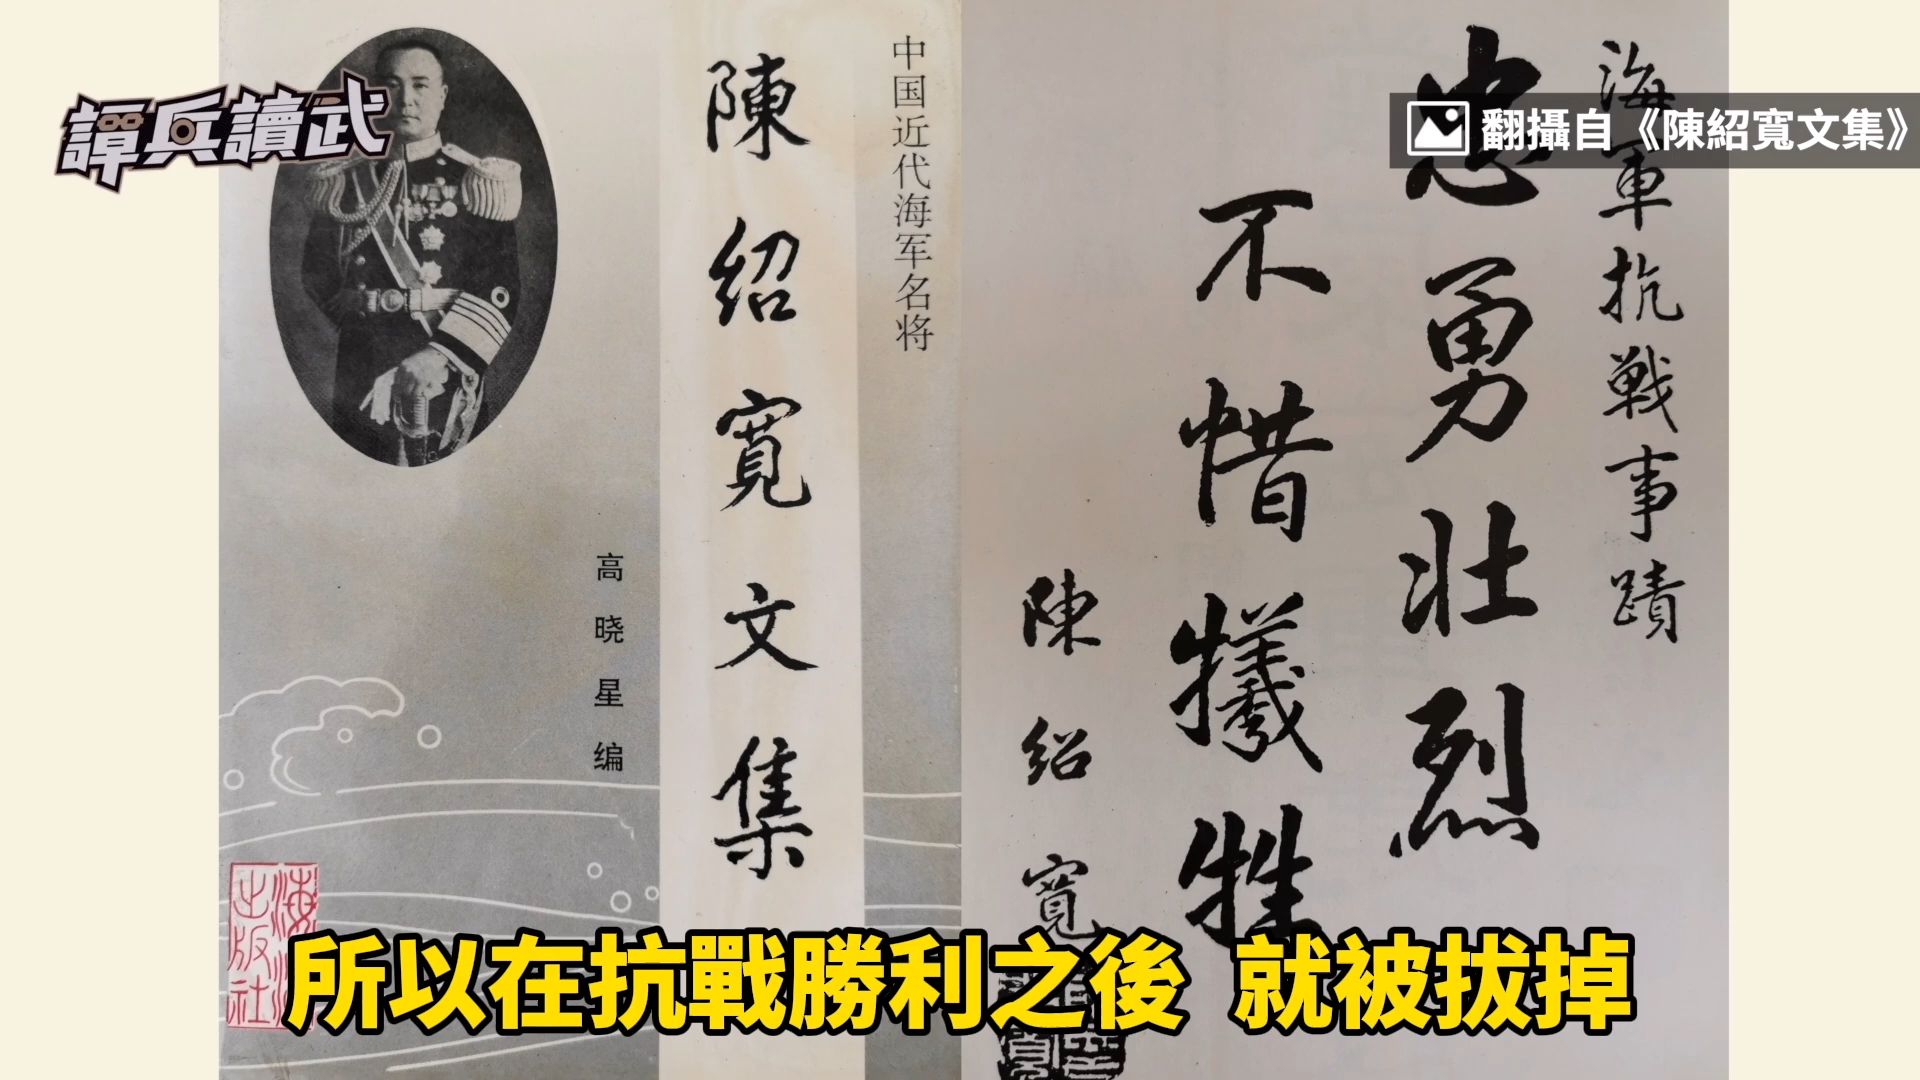 譚兵讀武
翻攝自《陳紹寬文集》
中国近代海军名将
陳紹寬文集
高晓星编
海軍抗戦事蹟
忠勇壮烈
不惜犠牲
陳紹寬
所以在抗戰勝利之後 就被拔掉